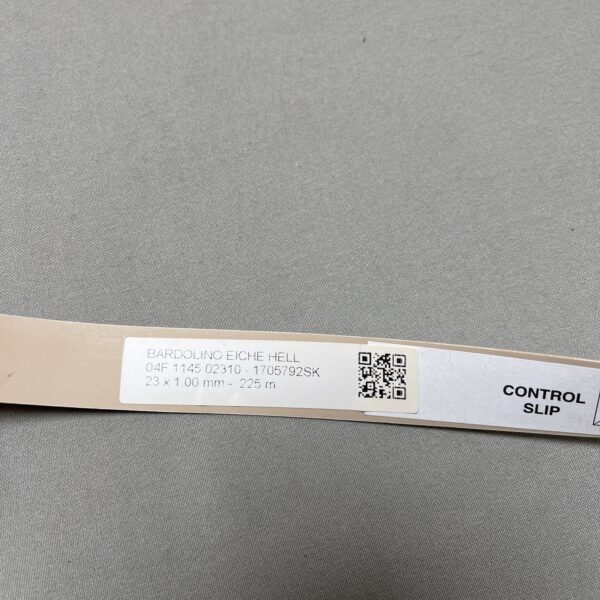 BARDOLINO EICHE HELL
04F 1145 02310 - 1705792SK
23 x 1.00 mm - 225 m
CONTROL
SLIP